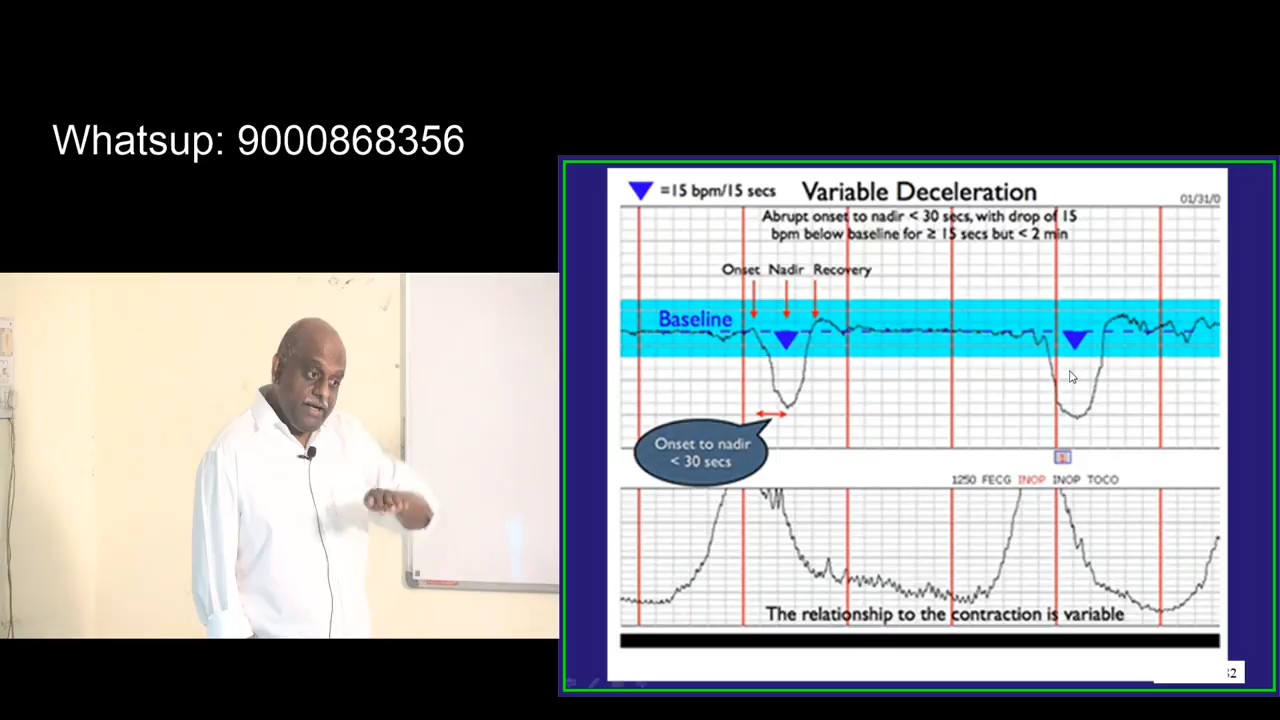 Whatsup: 9000868356
=15 bpm/15 secs
Variable Deceleration
01/31/0
Abrupt onset to nadir < 30 secs, with drop of 15
bpm below baseline for ≥ 15 secs but < 2 min
Onset Nadir Recovery
Baseline
Onset to nadir
< 30 secs
1250 FECG INOP INOP TOCO
The relationship to the contraction is variable
32